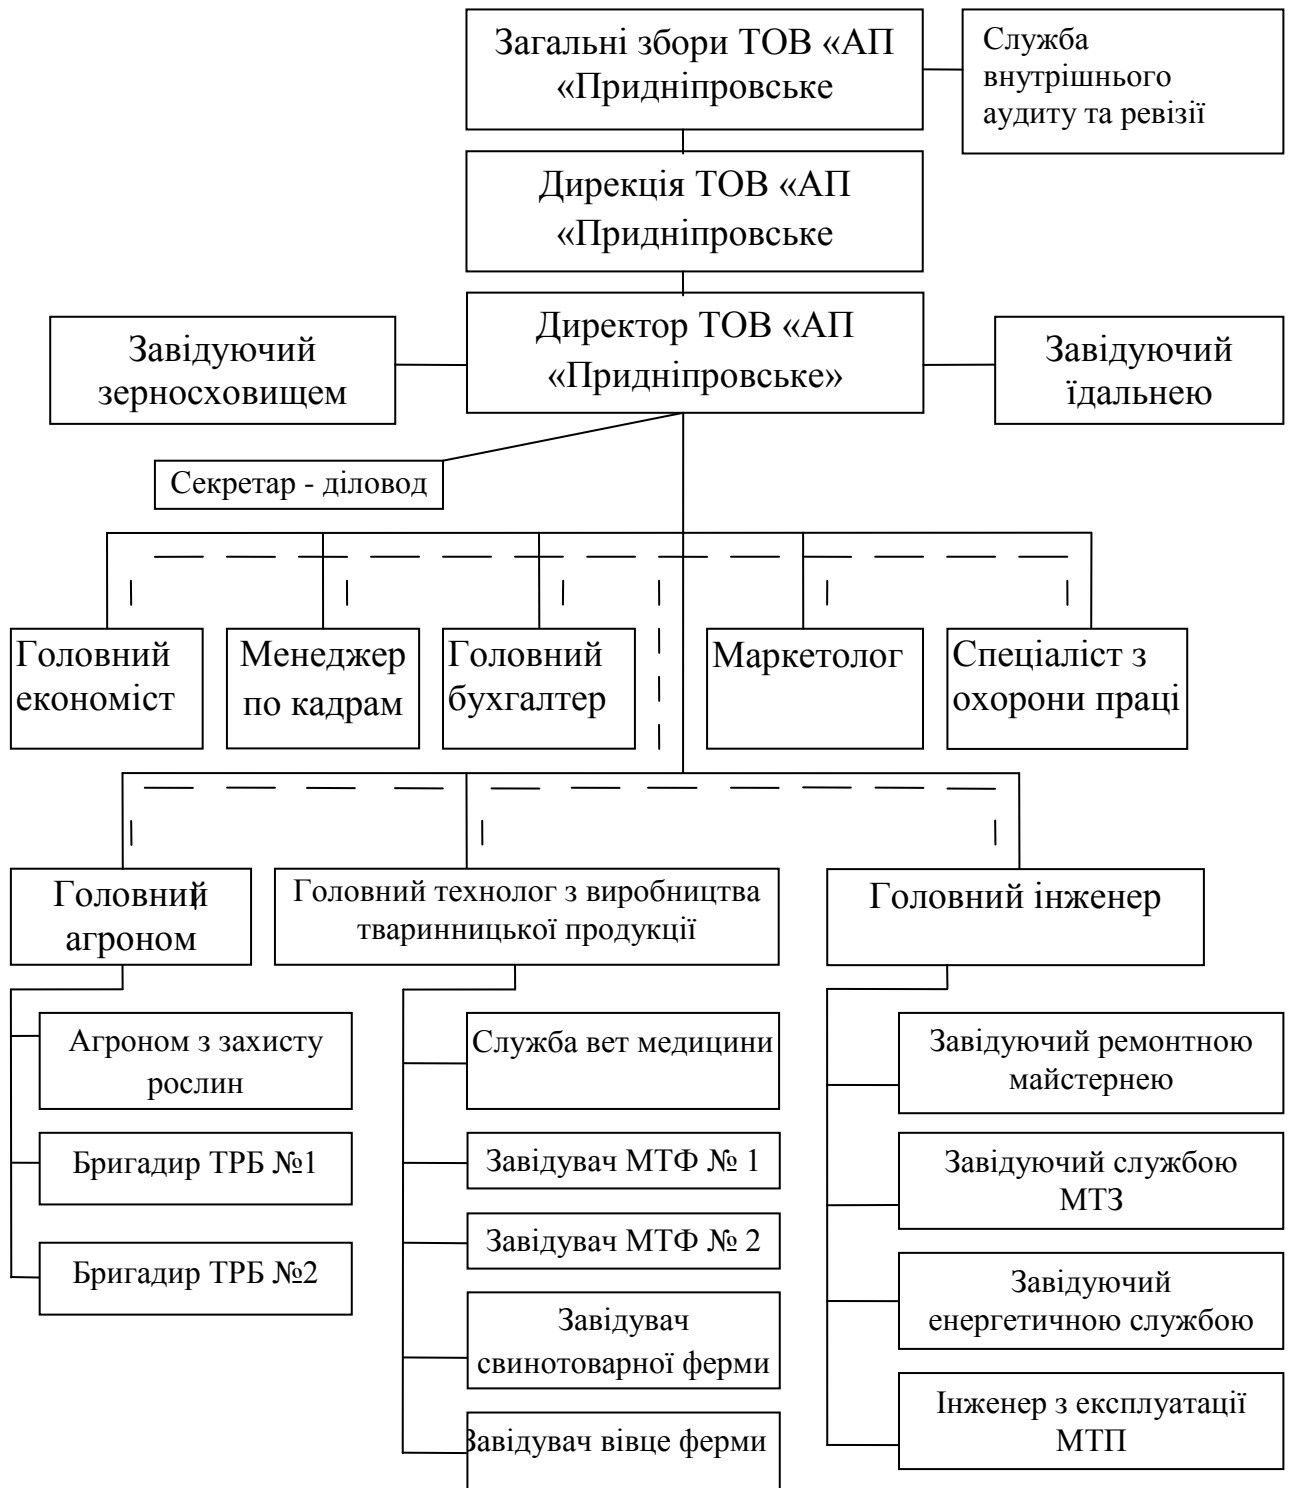 Загальні збори ТОВ «АП
«Придніпровське
Служба
внутрішнього
аудиту та ревізії
Дирекція ТОВ «АП
«Придніпровське
Директор ТОВ «АП
«Придніпровське»
Завідуючий
зерносховищем
Завідуючий
їдальнею
Секретар - діловод
Головний
економіст
Менеджер
по кадрам
Головний
бухгалтер
Маркетолог
Спеціаліст з
охорони праці
Головний
агроном
Головний технолог з виробництва
тваринницької продукції
Головний інженер
Агроном з захисту
рослин
Бригадир ТРБ №1
Бригадир ТРБ №2
Служба вет медицини
Завідувач МТФ № 1
Завідувач МТФ № 2
Завідувач
свинотоварної ферми
Завідувач вівце ферми
Завідуючий ремонтною
майстернею
Завідуючий службою
МТЗ
Завідуючий
енергетичною службою
Інженер з експлуатації
МТП